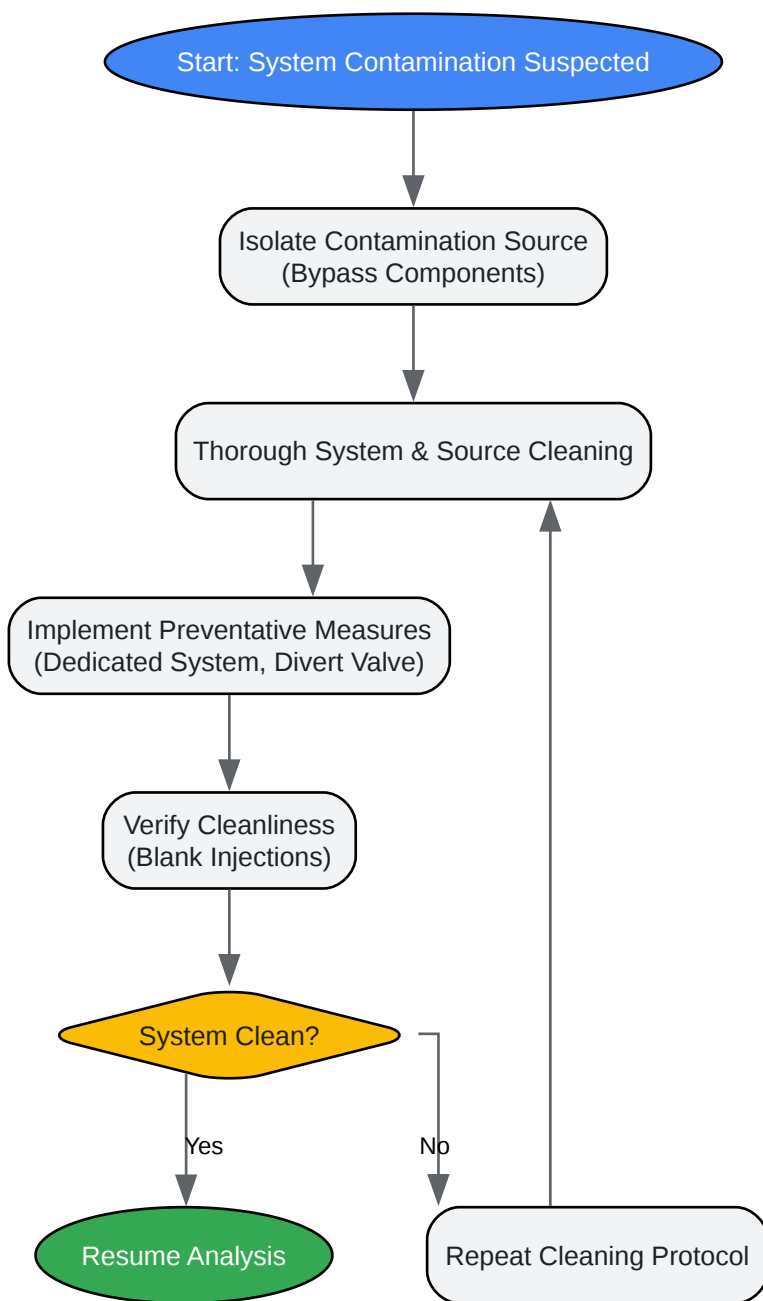 Start: System Contamination Suspected
Isolate Contamination Source
(Bypass Components)
Thorough System & Source Cleaning
Implement Preventative Measures
(Dedicated System, Divert Valve)
Verify Cleanliness
(Blank Injections)
System Clean?
Yes
No
Resume Analysis
Repeat Cleaning Protocol